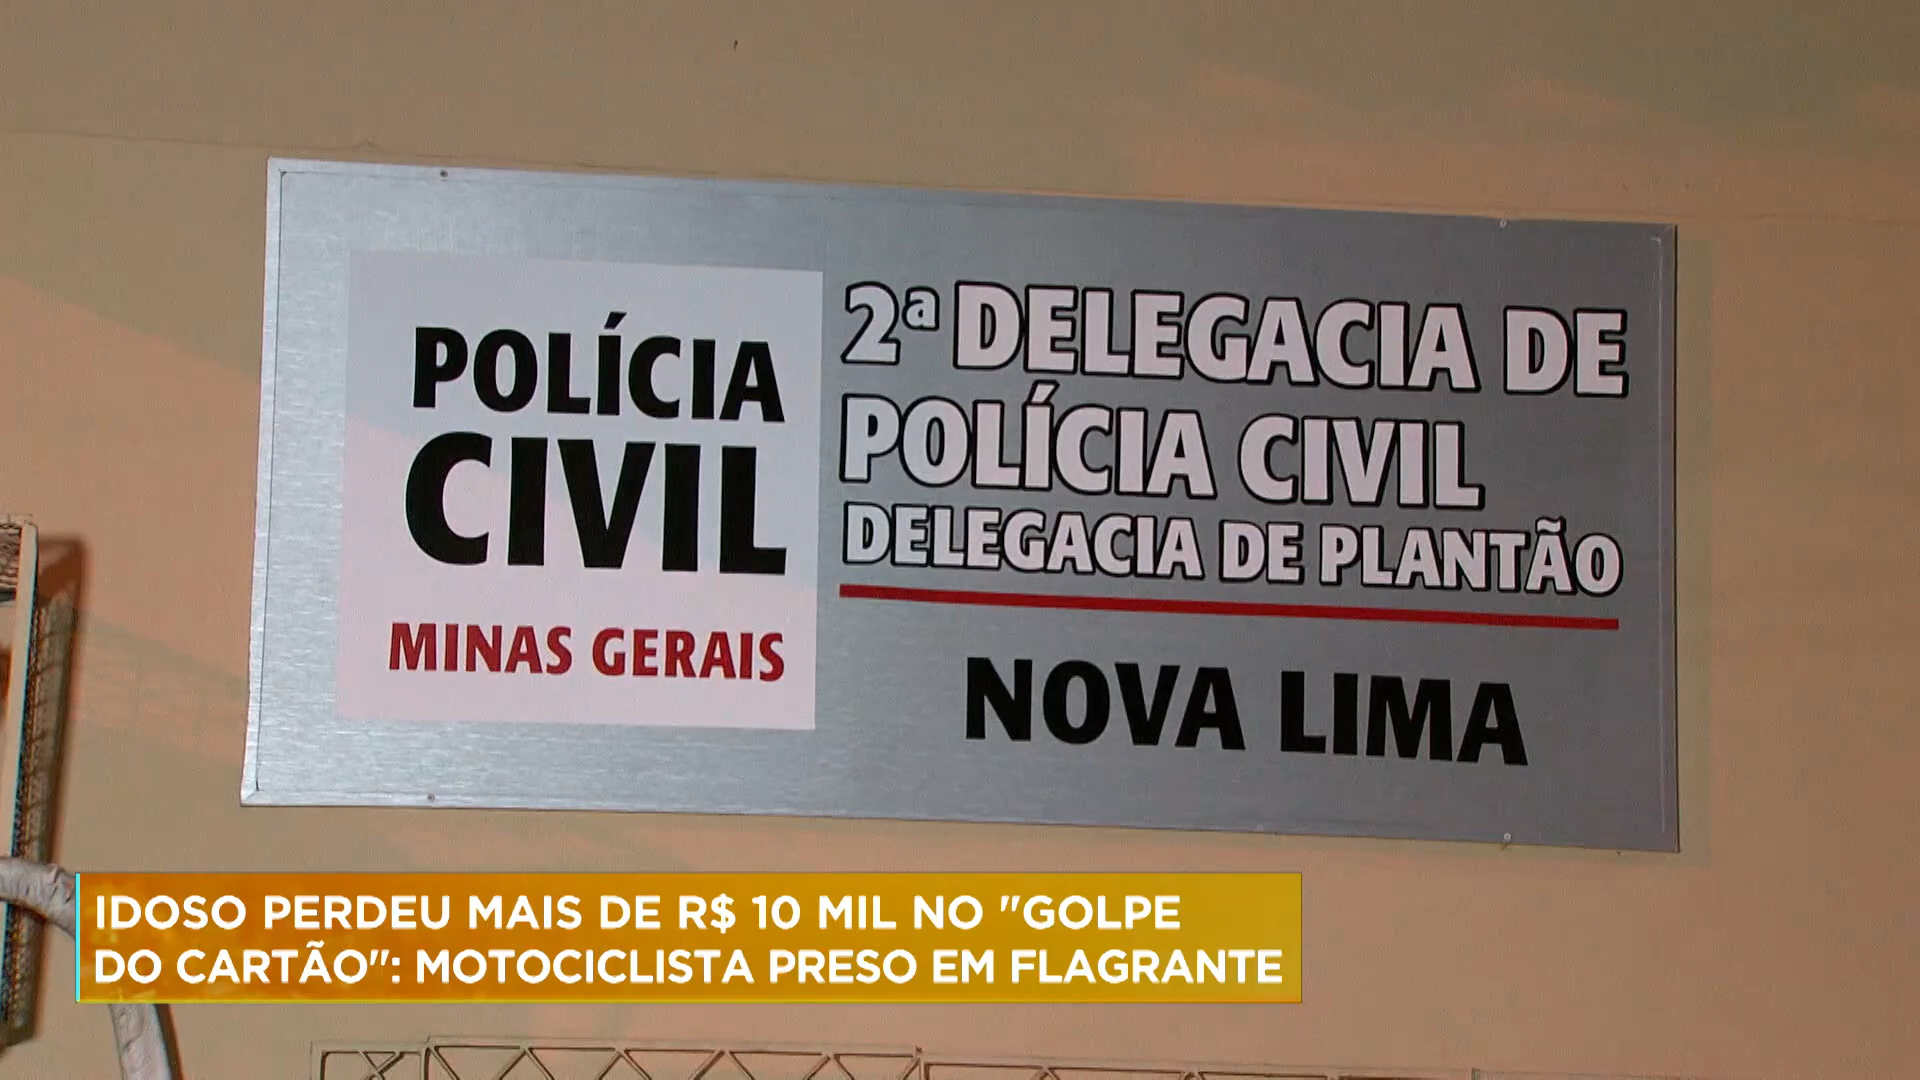 POLÍCIA
CIVIL
MINAS GERAIS
2ª DELEGACIA DE
POLÍCIA CIVIL
DELEGACIA DE PLANTÃO
NOVA LIMA
IDOSO PERDEU MAIS DE R$ 10 MIL NO "GOLPE
DO CARTÃO": MOTOCICLISTA PRESO EM FLAGRANTE